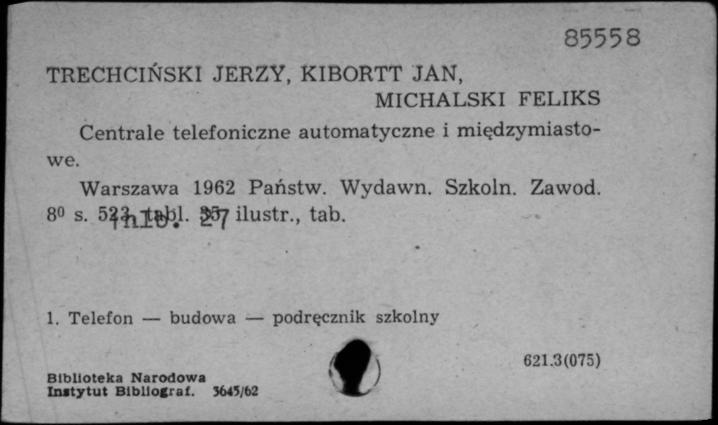 85558
TRECHCIŃSKI JERZY, KIBORTT JAN,
MICHALSKI FELIKS
Centrale telefoniczne automatyczne i międzymiasto-
we.
Warszawa 1962 Państw. Wydawn. Szkoln. Zawod.
8⁰ s. 27 ilustr., tab.
1. Telefon — budowa — podręcznik szkolny
621.3(075)
Biblioteka Narodowa
Instytut Bibliograf. 3645/62